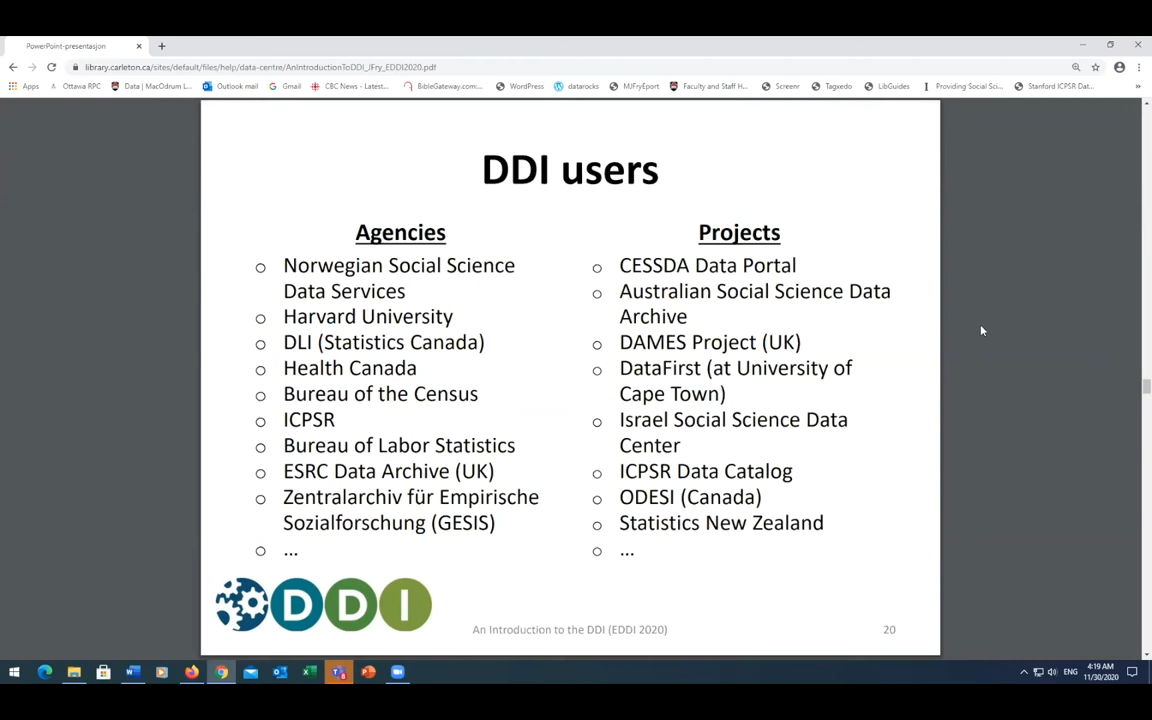 PowerPoint-presentasjon
library.carleton.ca/sites/default/files/help/data-centre/AnIntroductionToDDI_JFry_EDDI2020.pdf
Apps
Ottawa RPC
Data | MacOdrum L...
Outlook mail
Gmail
CBC News - Latest...
BibleGateway.com:...
WordPress
datarocks
MJFryEport
Faculty and Staff H...
Screenr
Tagxedo
LibGuides
Providing Social Sci...
Stanford ICPSR Dat...
DDI users
Agencies
Norwegian Social Science
Data Services
Harvard University
DLI (Statistics Canada)
Health Canada
Bureau of the Census
ICPSR
Bureau of Labor Statistics
ESRC Data Archive (UK)
Zentralarchiv für Empirische
Sozialforschung (GESIS)
...
Projects
CESSDA Data Portal
Australian Social Science Data
Archive
DAMES Project (UK)
DataFirst (at University of
Cape Town)
Israel Social Science Data
Center
ICPSR Data Catalog
ODESI (Canada)
Statistics New Zealand
...
DDI
An Introduction to the DDI (EDDI 2020)
20
ENG
4:19 AM
11/30/2020